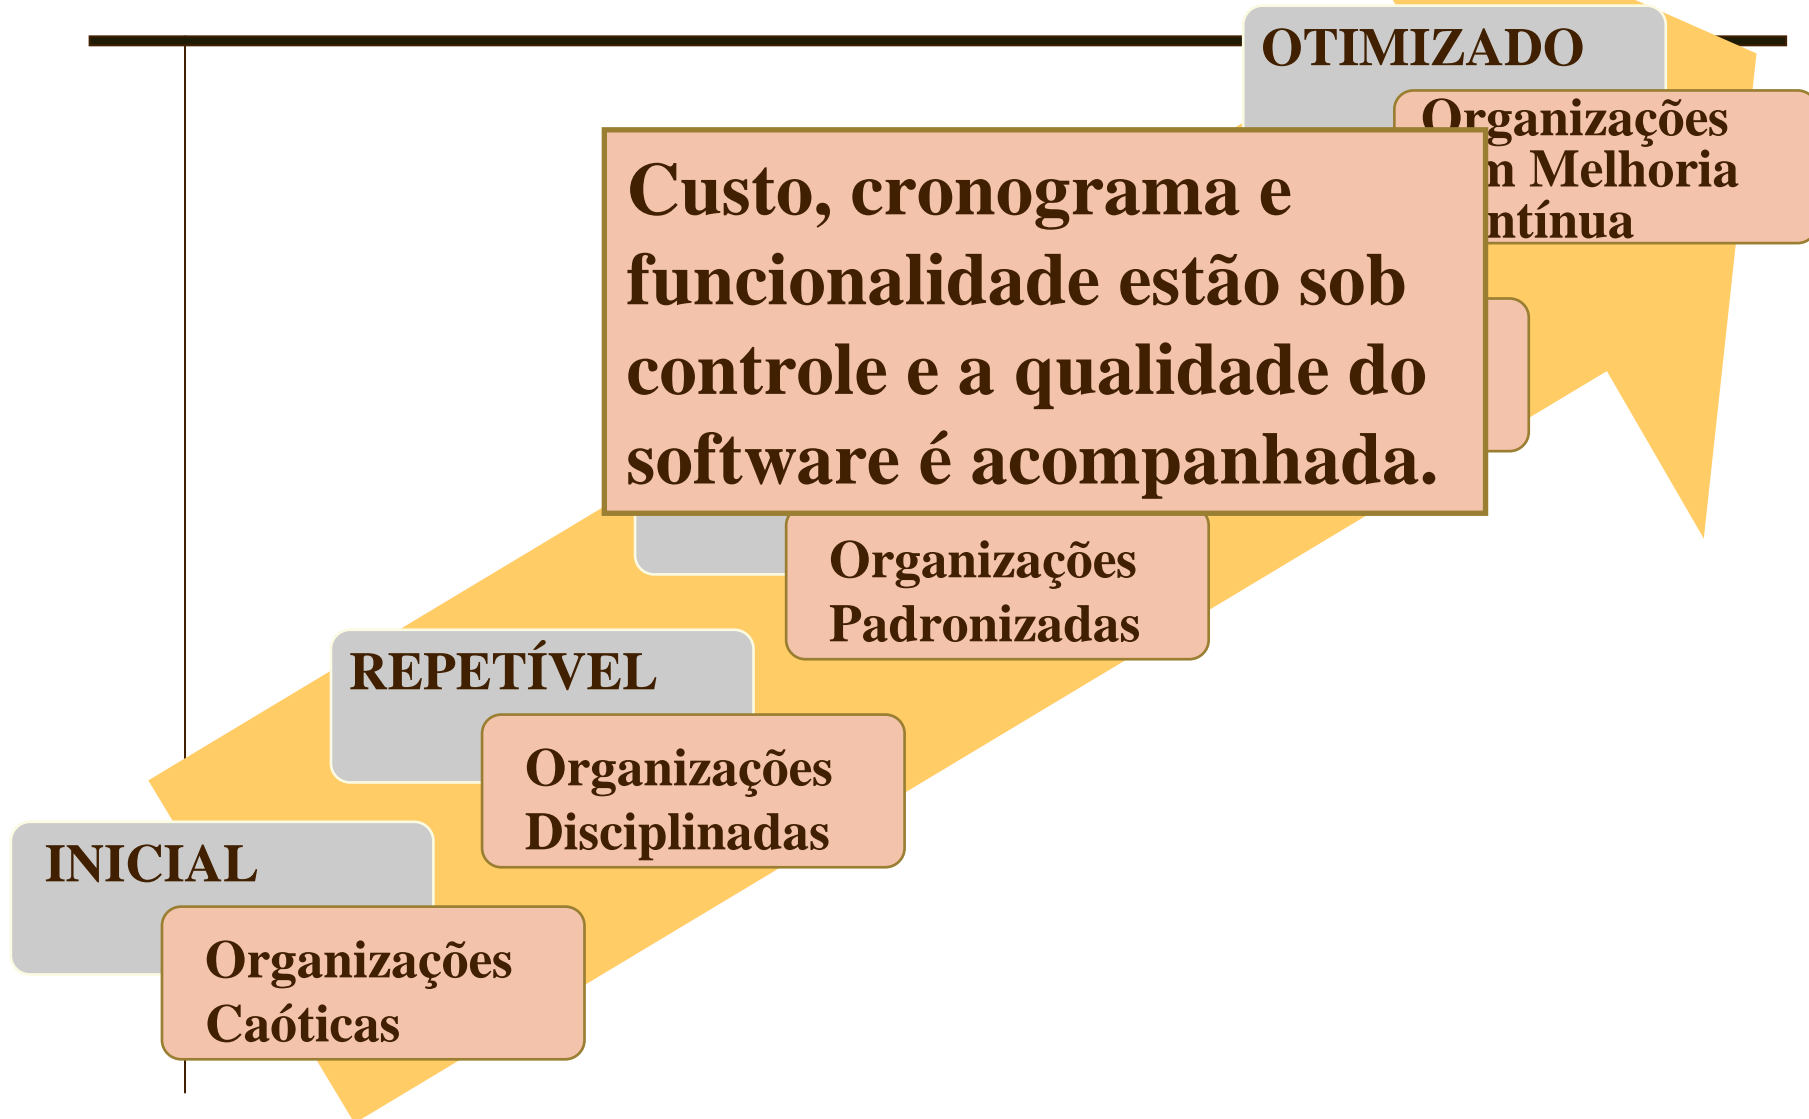 OTIMIZADO
Organizações
Melhoria
Custo, cronograma e
funcionalidade estão sob
controle e a qualidade do
software é acompanhada.
Organizações
Padronizadas
REPETÍVEL
Organizações
Disciplinadas
INICIAL
Organizações
Caóticas